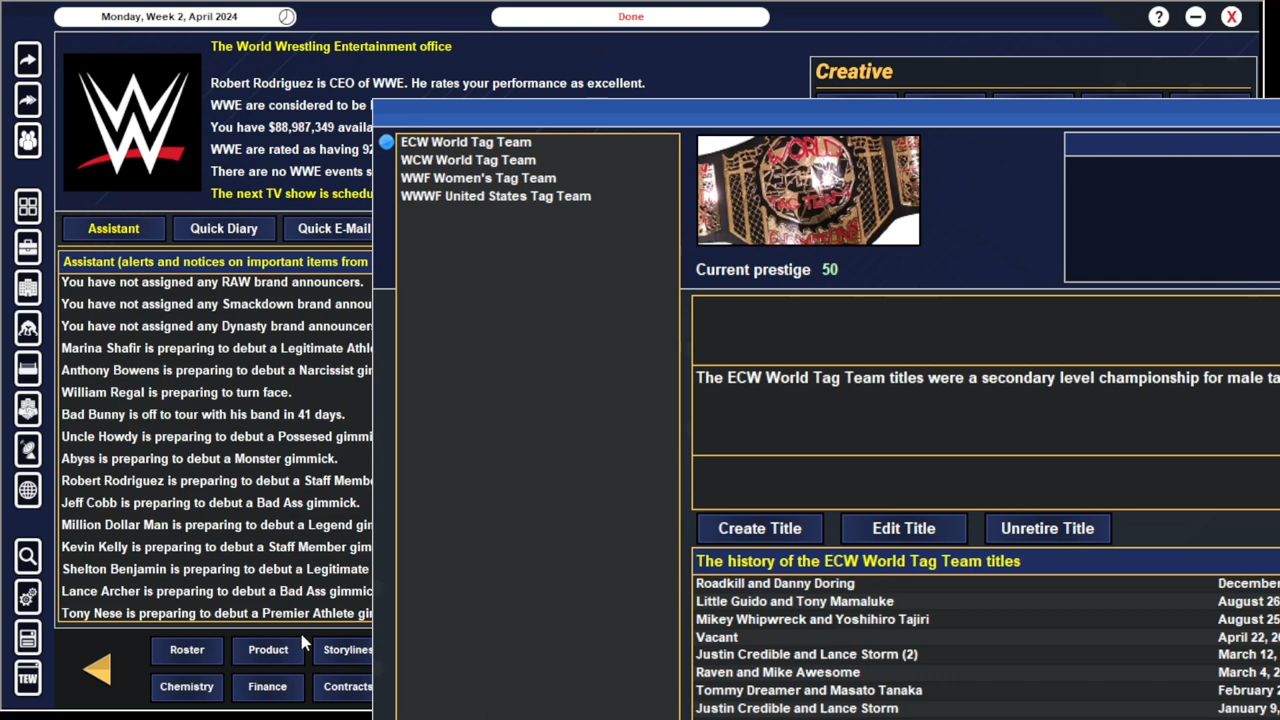 Monday, Week 2, April 2024
Done
?
X
The World Wrestling Entertainment office
Robert Rodriguez is CEO of WWE. He rates your performance as excellent.
WWE are considered to be
You have $88,987,349 availa
WWE are rated as having 92
There are no WWE events s
The next TV show is schedu
Creative
Assistant
Quick Diary
Quick E-Mail
Assistant (alerts and notices on important items from
You have not assigned any RAW brand announcers.
You have not assigned any Smackdown brand annou
You have not assigned any Dynasty brand announcers
Marina Shafir is preparing to debut a Legitimate Athl
Anthony Bowens is preparing to debut a Narcissist gi
William Regal is preparing to turn face.
Bad Bunny is off to tour with his band in 41 days.
Uncle Howdy is preparing to debut a Possesed gimmi
Abyss is preparing to debut a Monster gimmick.
Robert Rodriguez is preparing to debut a Staff Membe
Jeff Cobb is preparing to debut a Bad Ass gimmick.
Million Dollar Man is preparing to debut a Legend gi
Kevin Kelly is preparing to debut a Staff Member gim
Shelton Benjamin is preparing to debut a Legitimate
Lance Archer is preparing to debut a Bad Ass gimmic
Tony Nese is preparing to debut a Premier Athlete gi
Roster
Product
Storylines
Chemistry
Finance
Contracts
TEW
ECW World Tag Team
WCW World Tag Team
WWF Women's Tag Team
WWWF United States Tag Team
WORLD
TAG TEAM
Current prestige 50
The ECW World Tag Team titles were a secondary level championship for male ta
Create Title
Edit Title
Unretire Title
The history of the ECW World Tag Team titles
Roadkill and Danny Doring December
Little Guido and Tony Mamaluke August 26
Mikey Whipwreck and Yoshihiro Tajiri August 25
Vacant April 22, 2
Justin Credible and Lance Storm (2) March 12,
Raven and Mike Awesome March 4, 2
Tommy Dreamer and Masato Tanaka February
Justin Credible and Lance Storm January 9,